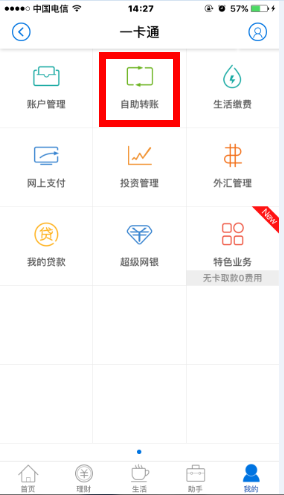 中国电信 14:27 57%
一卡通
账户管理 自助转账 生活缴费
网上支付 投资管理 外汇管理
New
贷
我的贷款 超级网银 特色业务
无卡取款0费用
首页 理财 生活 助手 我的